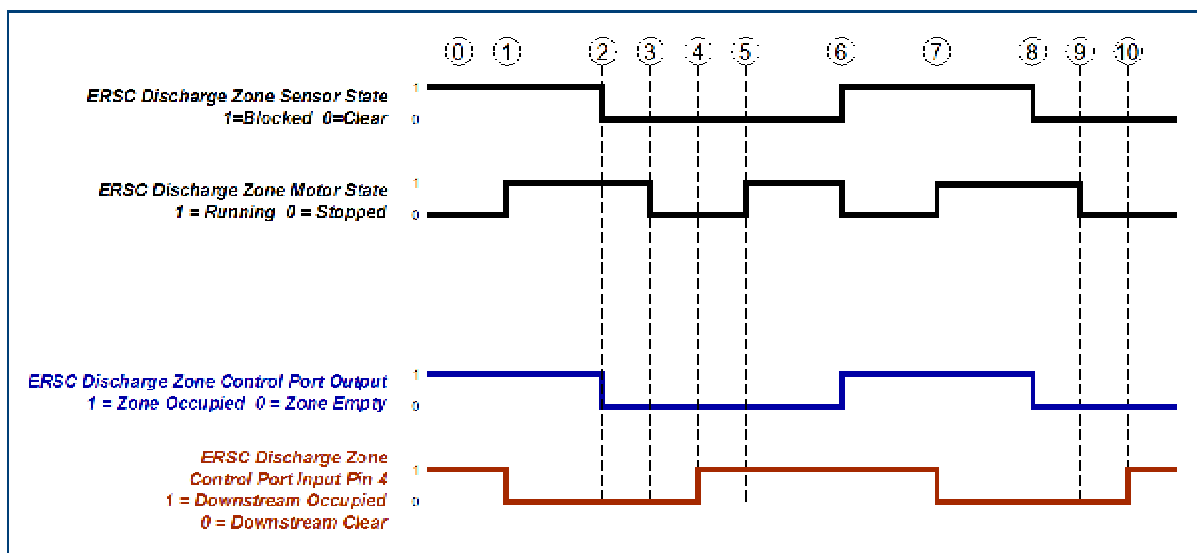 0 1 2 3 4 5 6 7 8 9 10
ERSC Discharge Zone Sensor State
1=Blocked 0=Clear
1
0
ERSC Discharge Zone Motor State
1 = Running 0 = Stopped
1
0
ERSC Discharge Zone Control Port Output
1 = Zone Occupied 0 = Zone Empty
1
0
ERSC Discharge Zone
Control Port Input Pin 4
1 = Downstream Occupied
0 = Downstream Clear
1
0